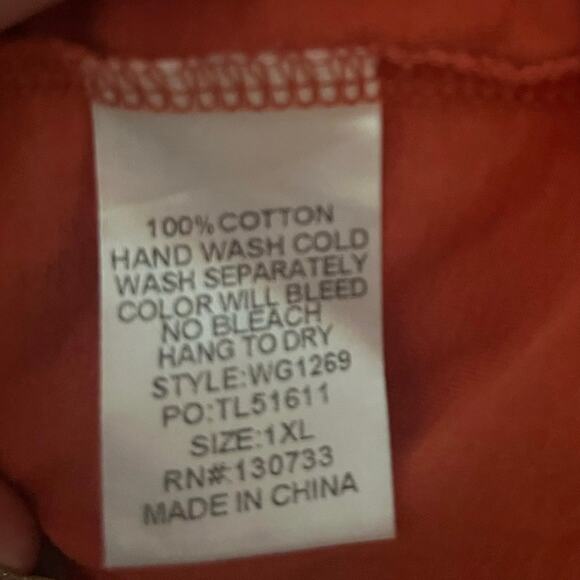 100% COTTON
HAND WASH COLD
WASH SEPARATELY
COLOR WILL BLEED
NO BLEACH
HANG TO DRY
STYLE:WG1269
PO:TL51611
SIZE:1XL
RN#:130733
MADE IN CHINA